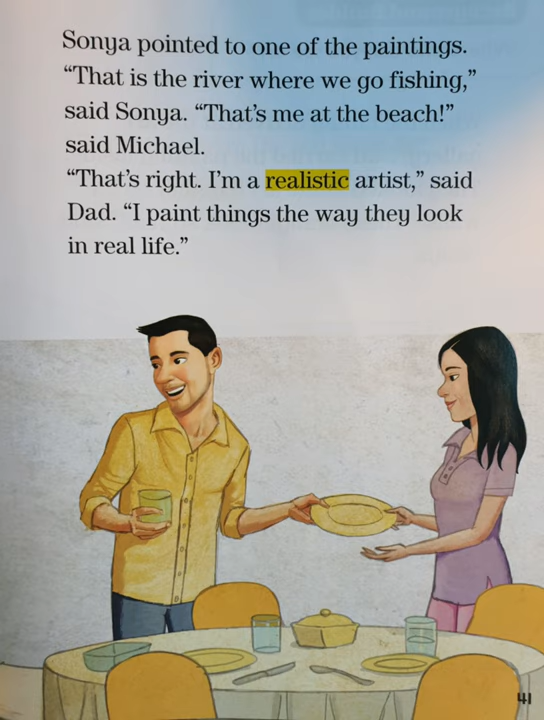 Sonya pointed to one of the paintings.
“That is the river where we go fishing,”
said Sonya. “That’s me at the beach!”
said Michael.
“That’s right. I’m a realistic artist,” said
Dad. “I paint things the way they look
in real life.”
41